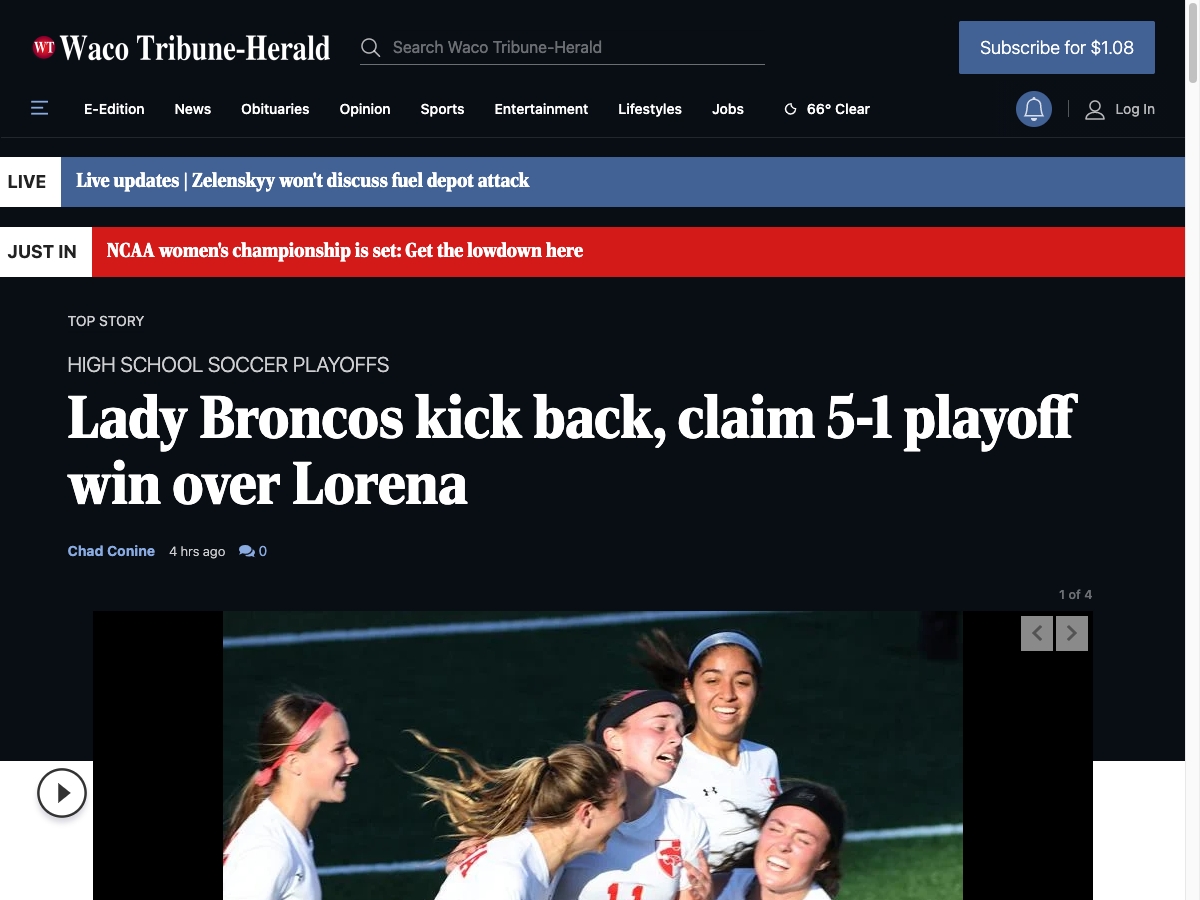 WT Waco Tribune-Herald
Search Waco Tribune-Herald
Subscribe for $1.08
E-Edition News Obituaries Opinion Sports Entertainment Lifestyles Jobs 66° Clear Log In
LIVE Live updates | Zelenskyy won't discuss fuel depot attack
JUST IN NCAA women's championship is set: Get the lowdown here
TOP STORY
HIGH SCHOOL SOCCER PLAYOFFS
Lady Broncos kick back, claim 5-1 playoff
win over Lorena
Chad Conine 4 hrs ago 0
1 of 4
11